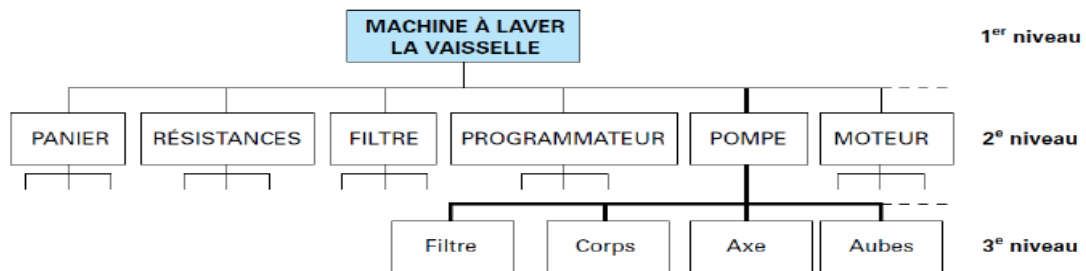 MACHINE À LAVER
LA VAISSELLE
1er niveau
PANIER
RÉSISTANCES
FILTRE
PROGRAMMATEUR
POMPE
MOTEUR
2e niveau
Filtre
Corps
Axe
Aubes
3e niveau